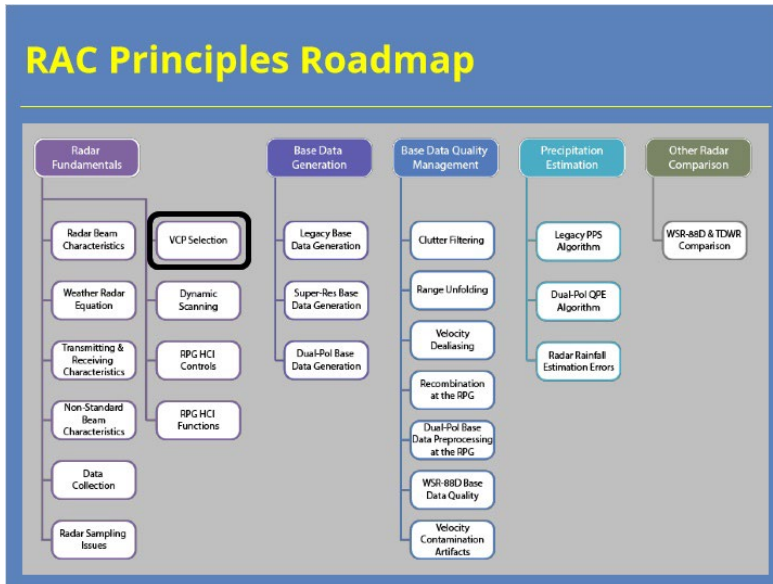 RAC Principles Roadmap
Radar
Fundamentals
Radar Beam
Characteristics
Weather Radar
Equation
Transmitting &
Receiving
Characteristics
Non-Standard
Beam
Characteristics
Data
Collection
Radar Sampling
Issues
VCP Selection
Dynamic
Scanning
RPG HCI
Controls
RPG HCI
Functions
Base Data
Generation
Legacy Base
Data Generation
Super-Res Base
Data Generation
Dual-Pol Base
Data Generation
Base Data Quality
Management
Clutter Filtering
Range Unfolding
Velocity
Dealiasing
Recombination
at the RPG
Dual-Pol Base
Data Preprocessing
at the RPG
WSR-88D Base
Data Quality
Velocity
Contamination
Artifacts
Precipitation
Estimation
Legacy PPS
Algorithm
Dual-Pol QPE
Algorithm
Radar Rainfall
Estimation Errors
Other Radar
Comparison
WSR-88D & TDWR
Comparison